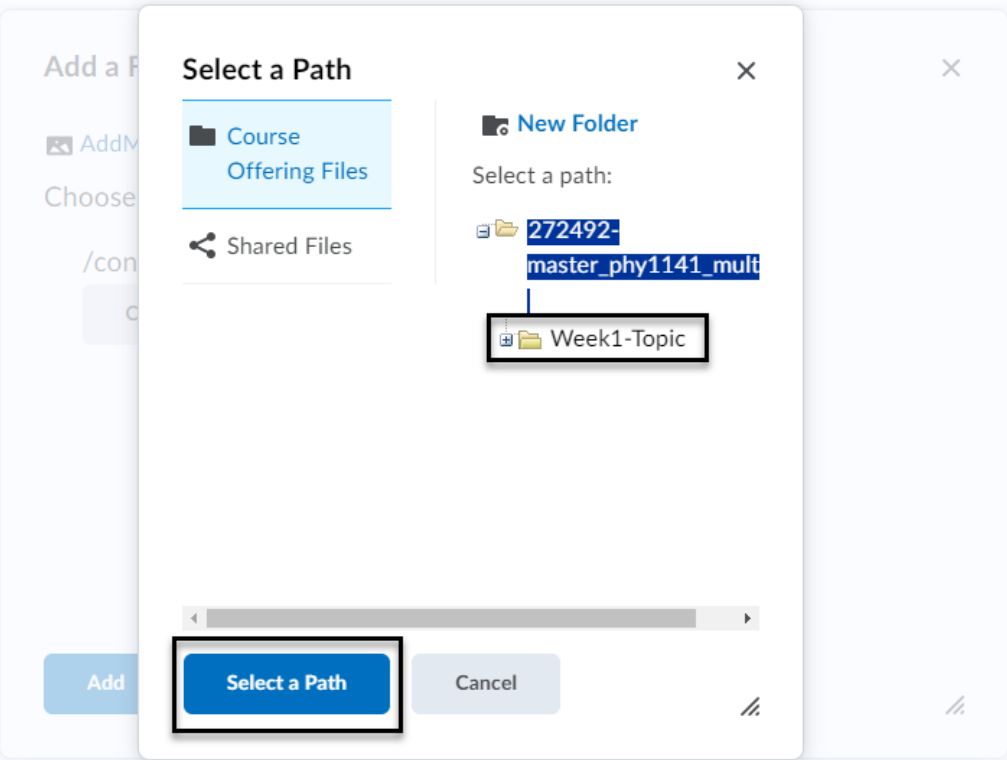 Add a F
Select a Path
AddM
Choose
/con
C
Course
Offering Files
Shared Files
New Folder
Select a path:
272492-
master_phy1141_mult
Week1-Topic
Add
Select a Path
Cancel